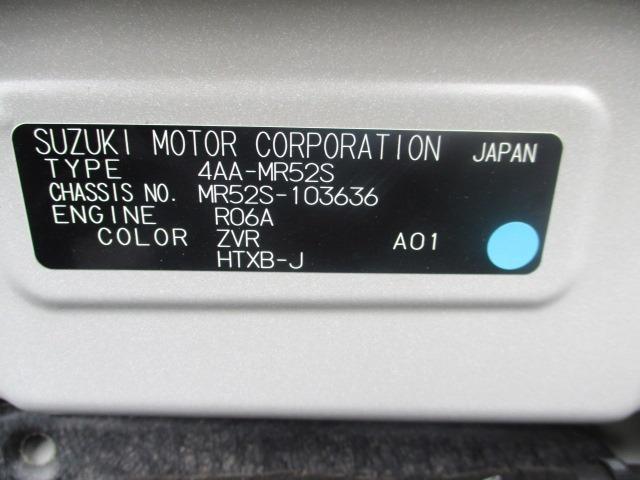 SUZUKI MOTOR CORPORATION JAPAN
TYPE 4AA-MR52S
CHASSIS NO. MR52S-103636
ENGINE R06A
COLOR ZVR A01
HTXB-J